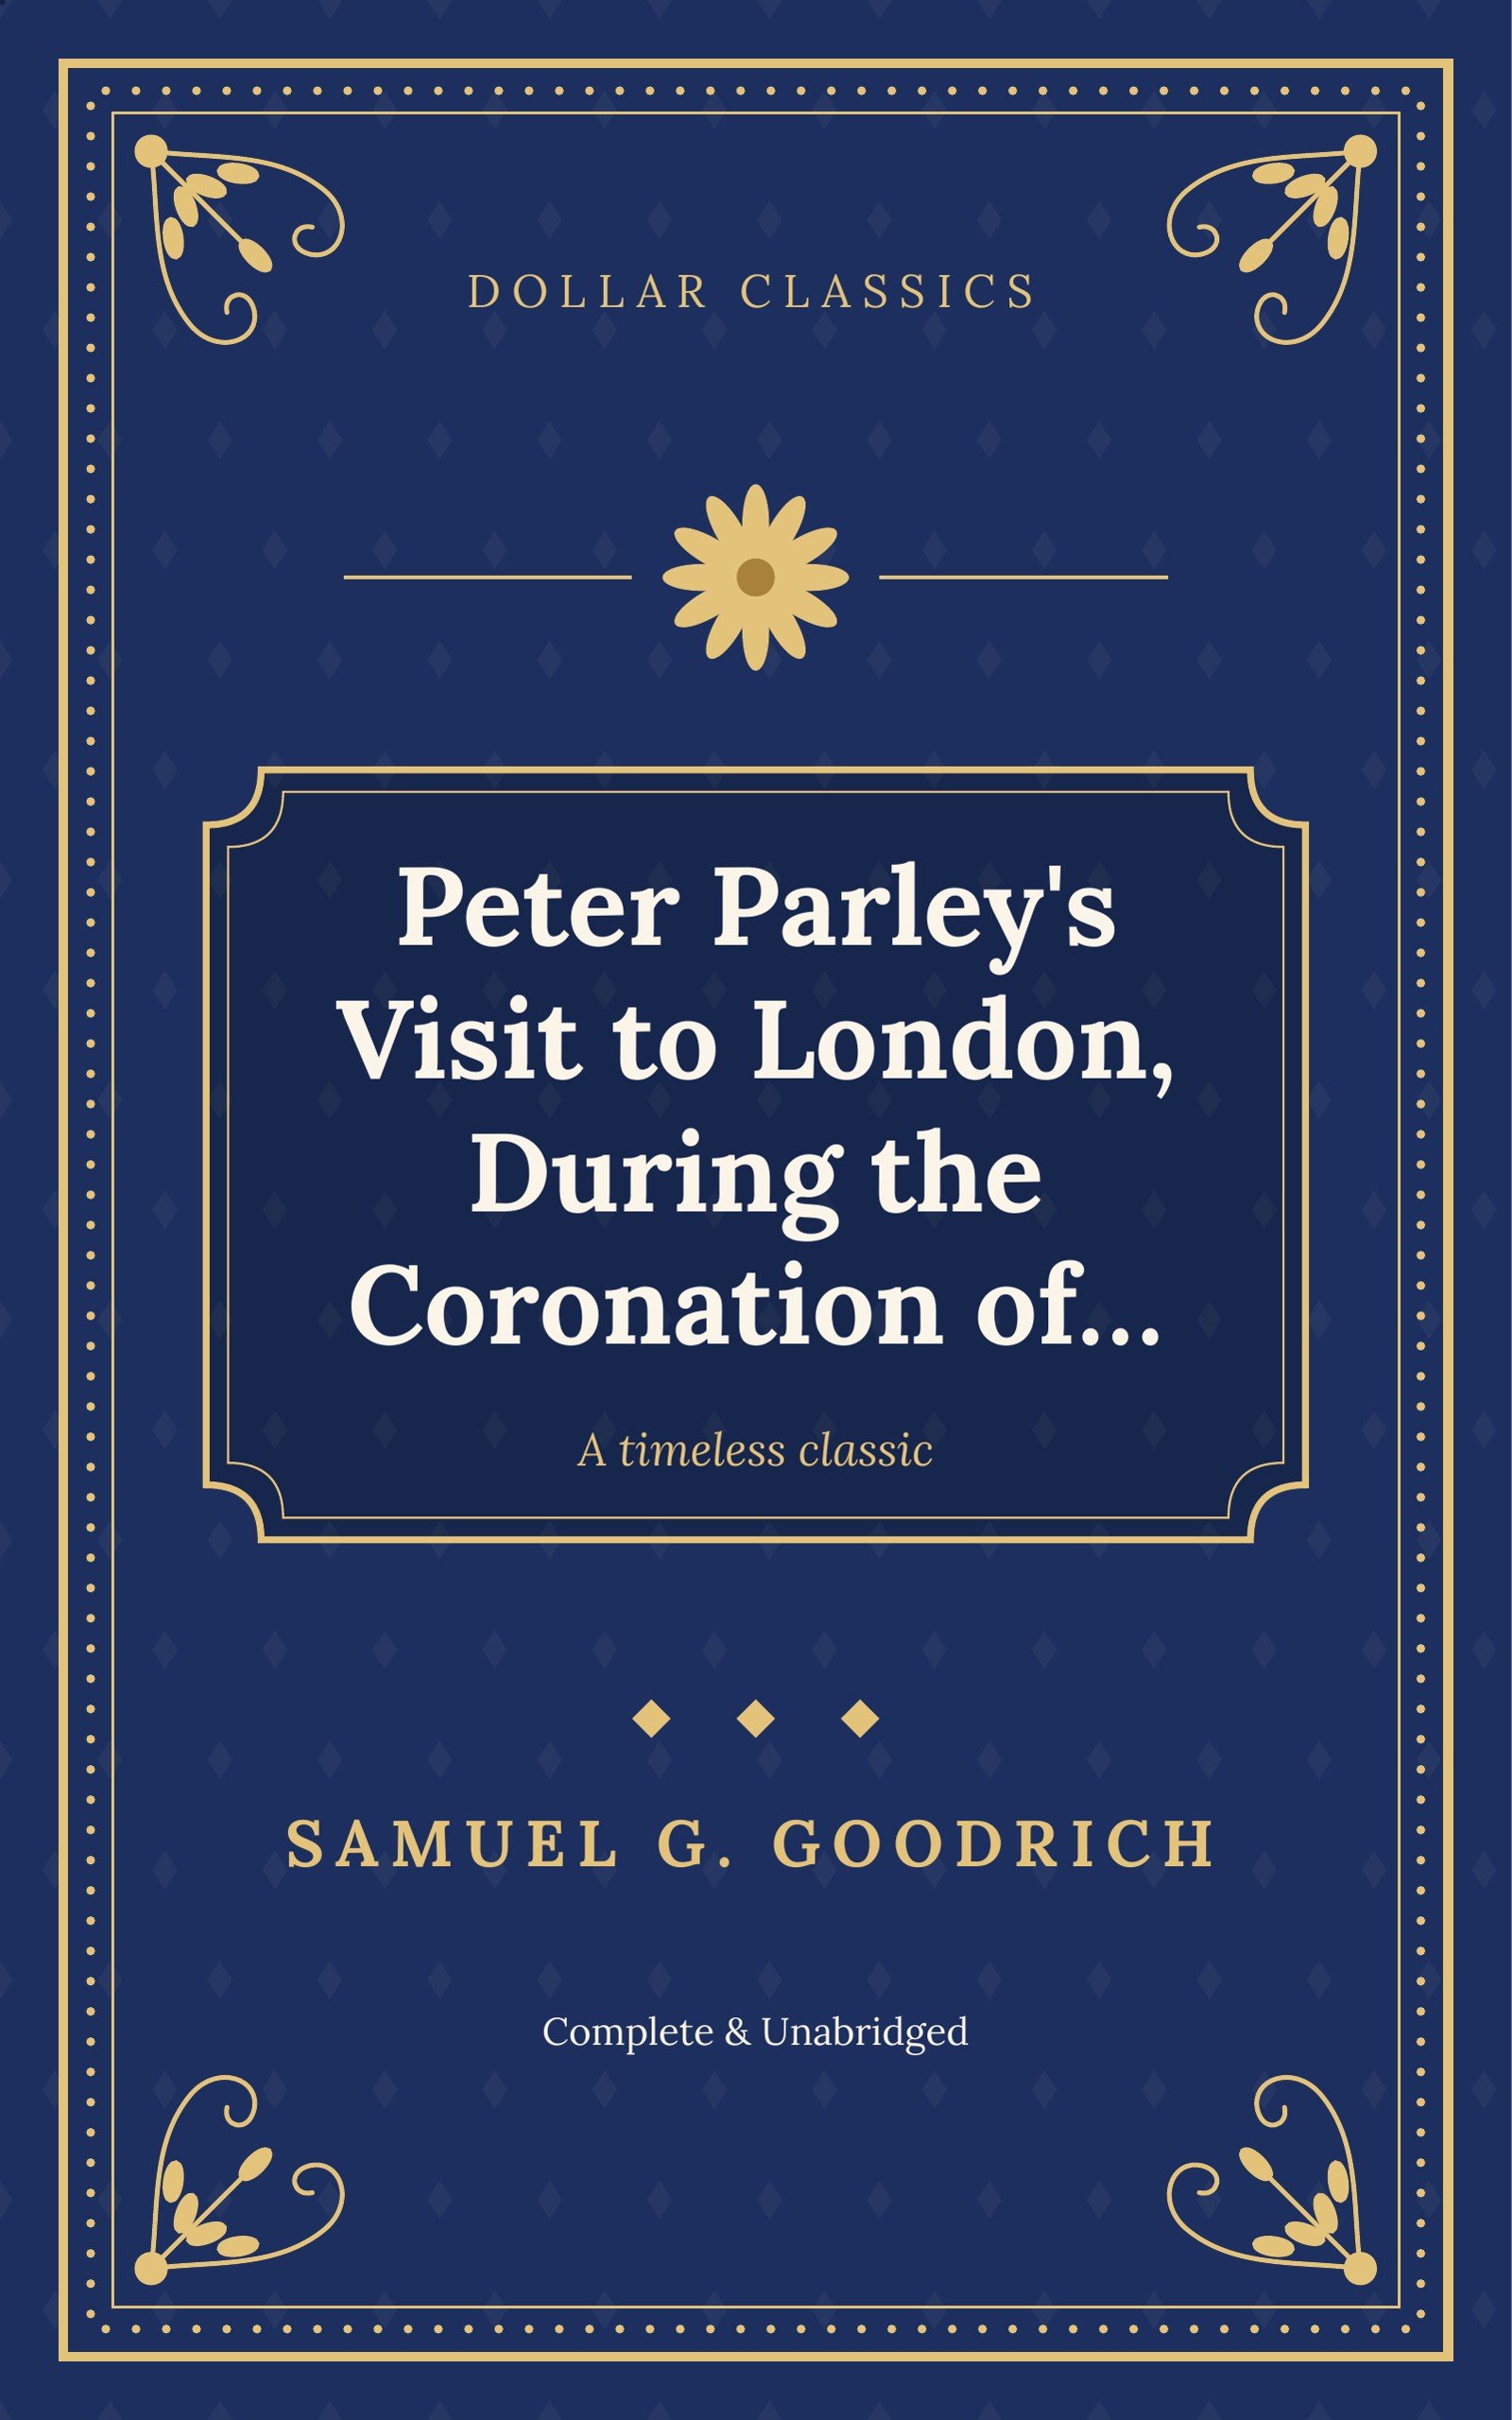 DOLLAR CLASSICS
Peter Parley's
Visit to London,
During the
Coronation of...
A timeless classic
SAMUEL G. GOODRICH
Complete & Unabridged